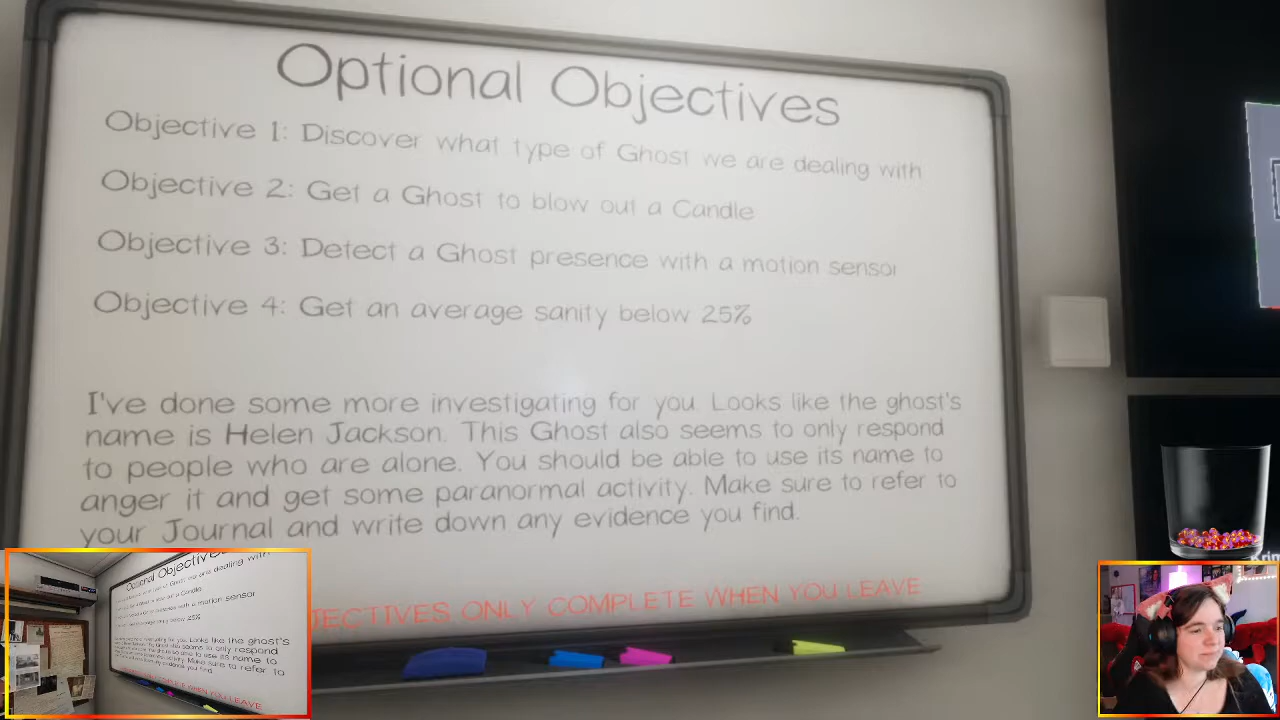 Optional Objectives
Objective 1: Discover what type of Ghost we are dealing with
Objective 2: Get a Ghost to blow out a Candle
Objective 3: Detect a Ghost presence with a motion sensor
Objective 4: Get an average sanity below 25%
I've done some more investigating for you. Looks like the ghost's
name is Helen Jackson. This Ghost also seems to only respond
to people who are alone. You should be able to use its name to
anger it and get some paranormal activity. Make sure to refer to
your Journal and write down any evidence you find.
JECTIVES ONLY COMPLETE WHEN YOU LEAVE